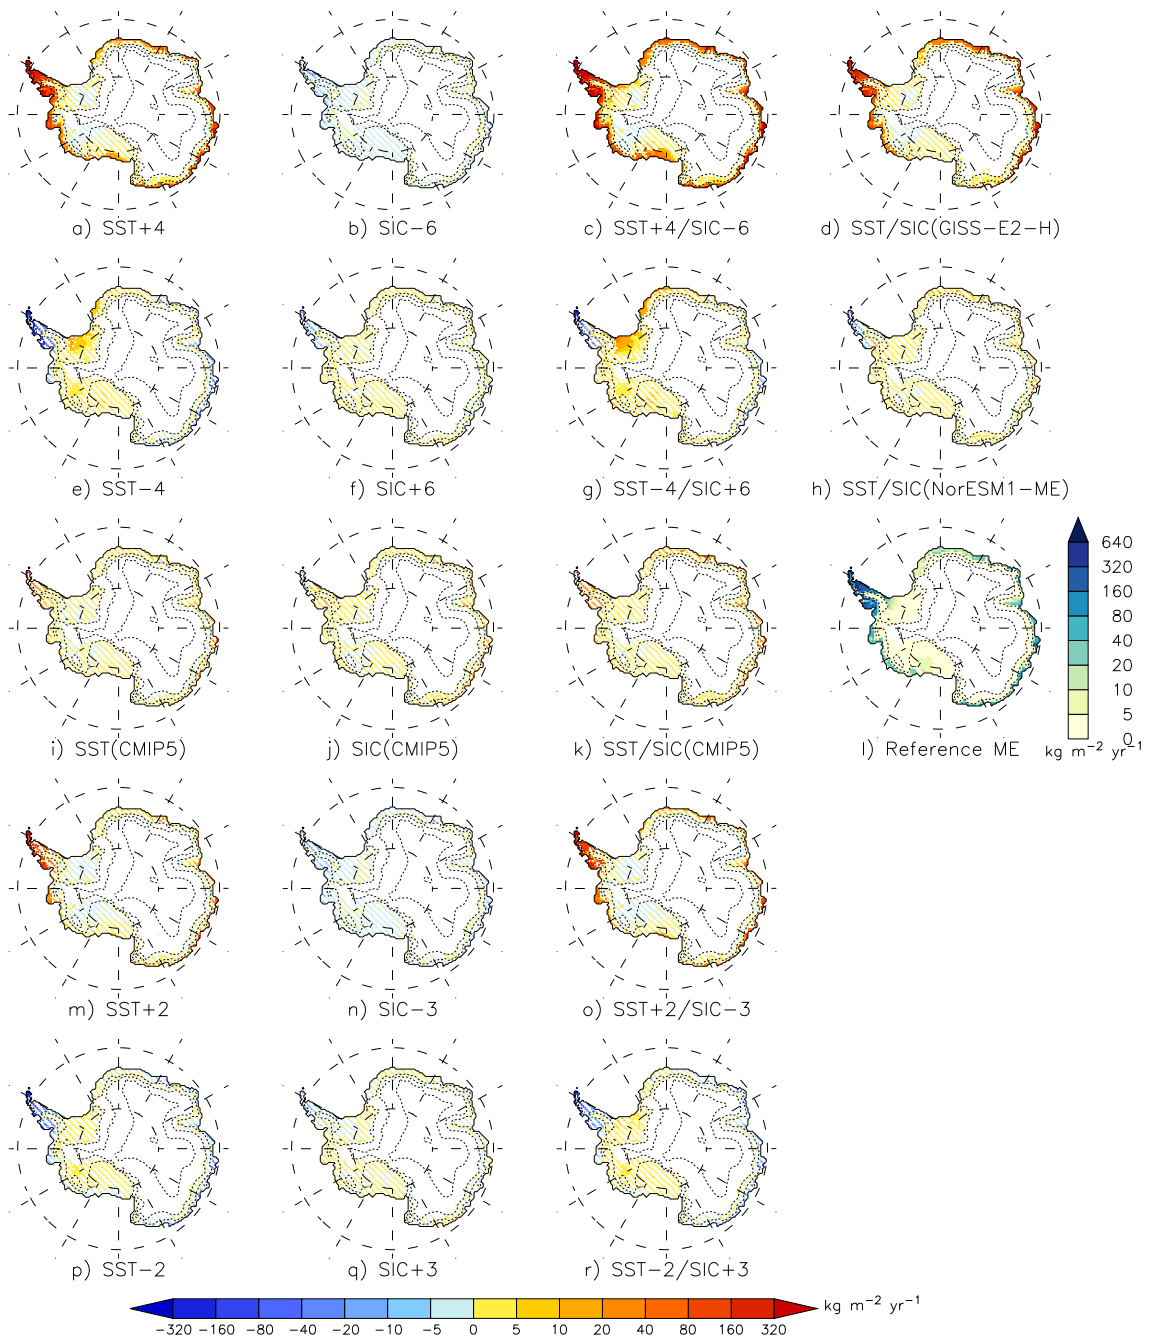 a) SST+4
b) SIC−6
c) SST+4/SIC−6
d) SST/SIC(GISS−E2−H)
e) SST−4
f) SIC+6
g) SST−4/SIC+6
h) SST/SIC(NorESM1−ME)
640
320
160
80
40
20
10
5
0
kg m−2 yr−1
i) SST(CMIP5)
j) SIC(CMIP5)
k) SST/SIC(CMIP5)
l) Reference ME
m) SST+2
n) SIC−3
o) SST+2/SIC−3
p) SST−2
q) SIC+3
r) SST−2/SIC+3
kg m−2 yr−1
−320 −160 −80 −40 −20 −10 −5 0 5 10 20 40 80 160 320